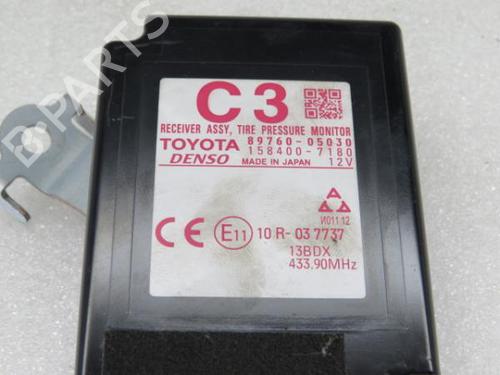 C3
RECEIVER ASSY, TIRE PRESSURE MONITOR
TOYOTA 89760-05030
DENSO 158400-7180
MADE IN JAPAN 12V
И011 12
CE E11 10 R-03 7737
13BDX
433.90MHz
B PARTS